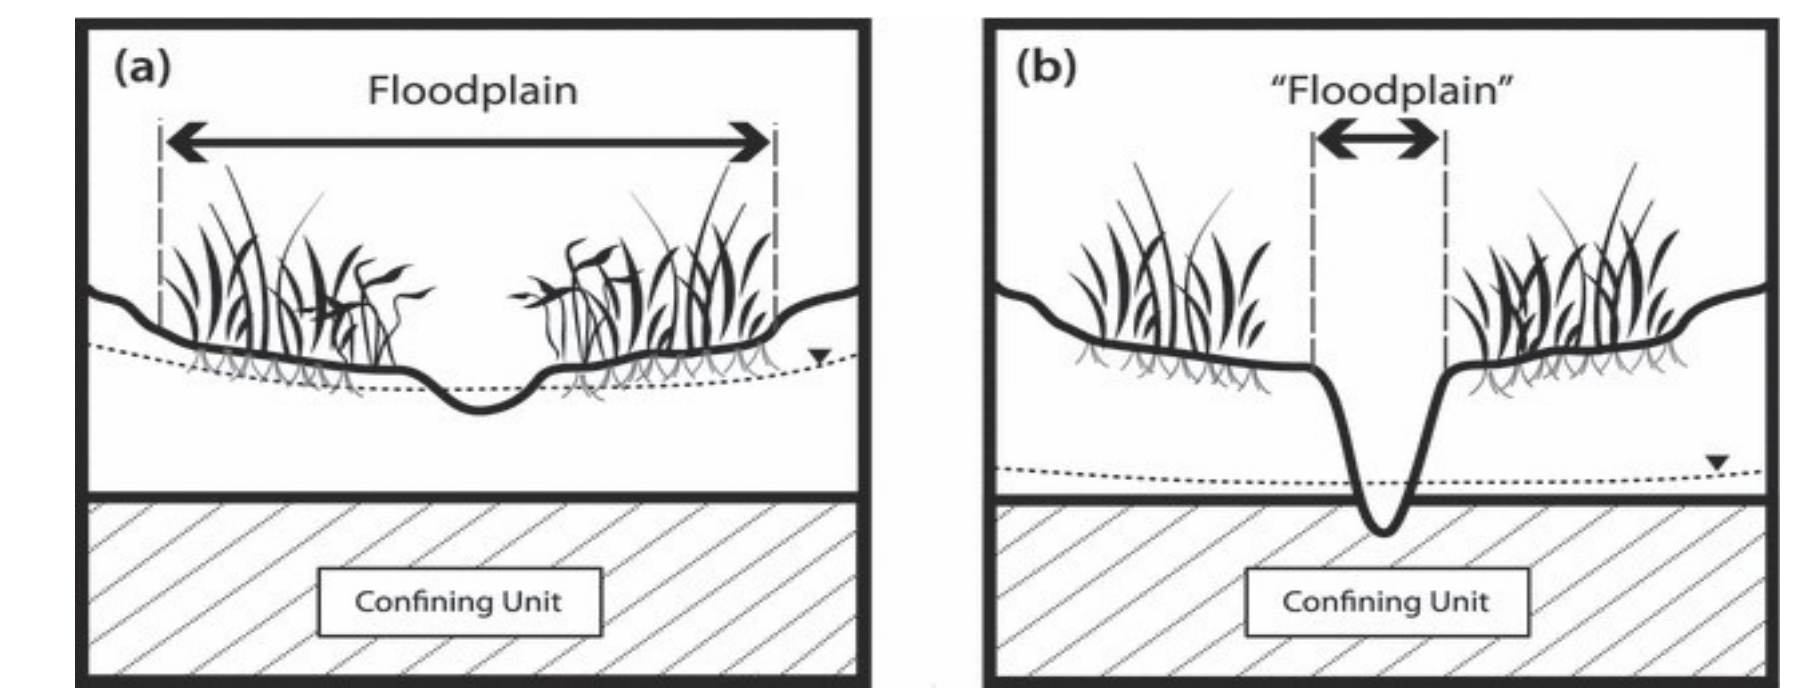 (a)
Floodplain
Confining Unit
(b)
“Floodplain”
Confining Unit